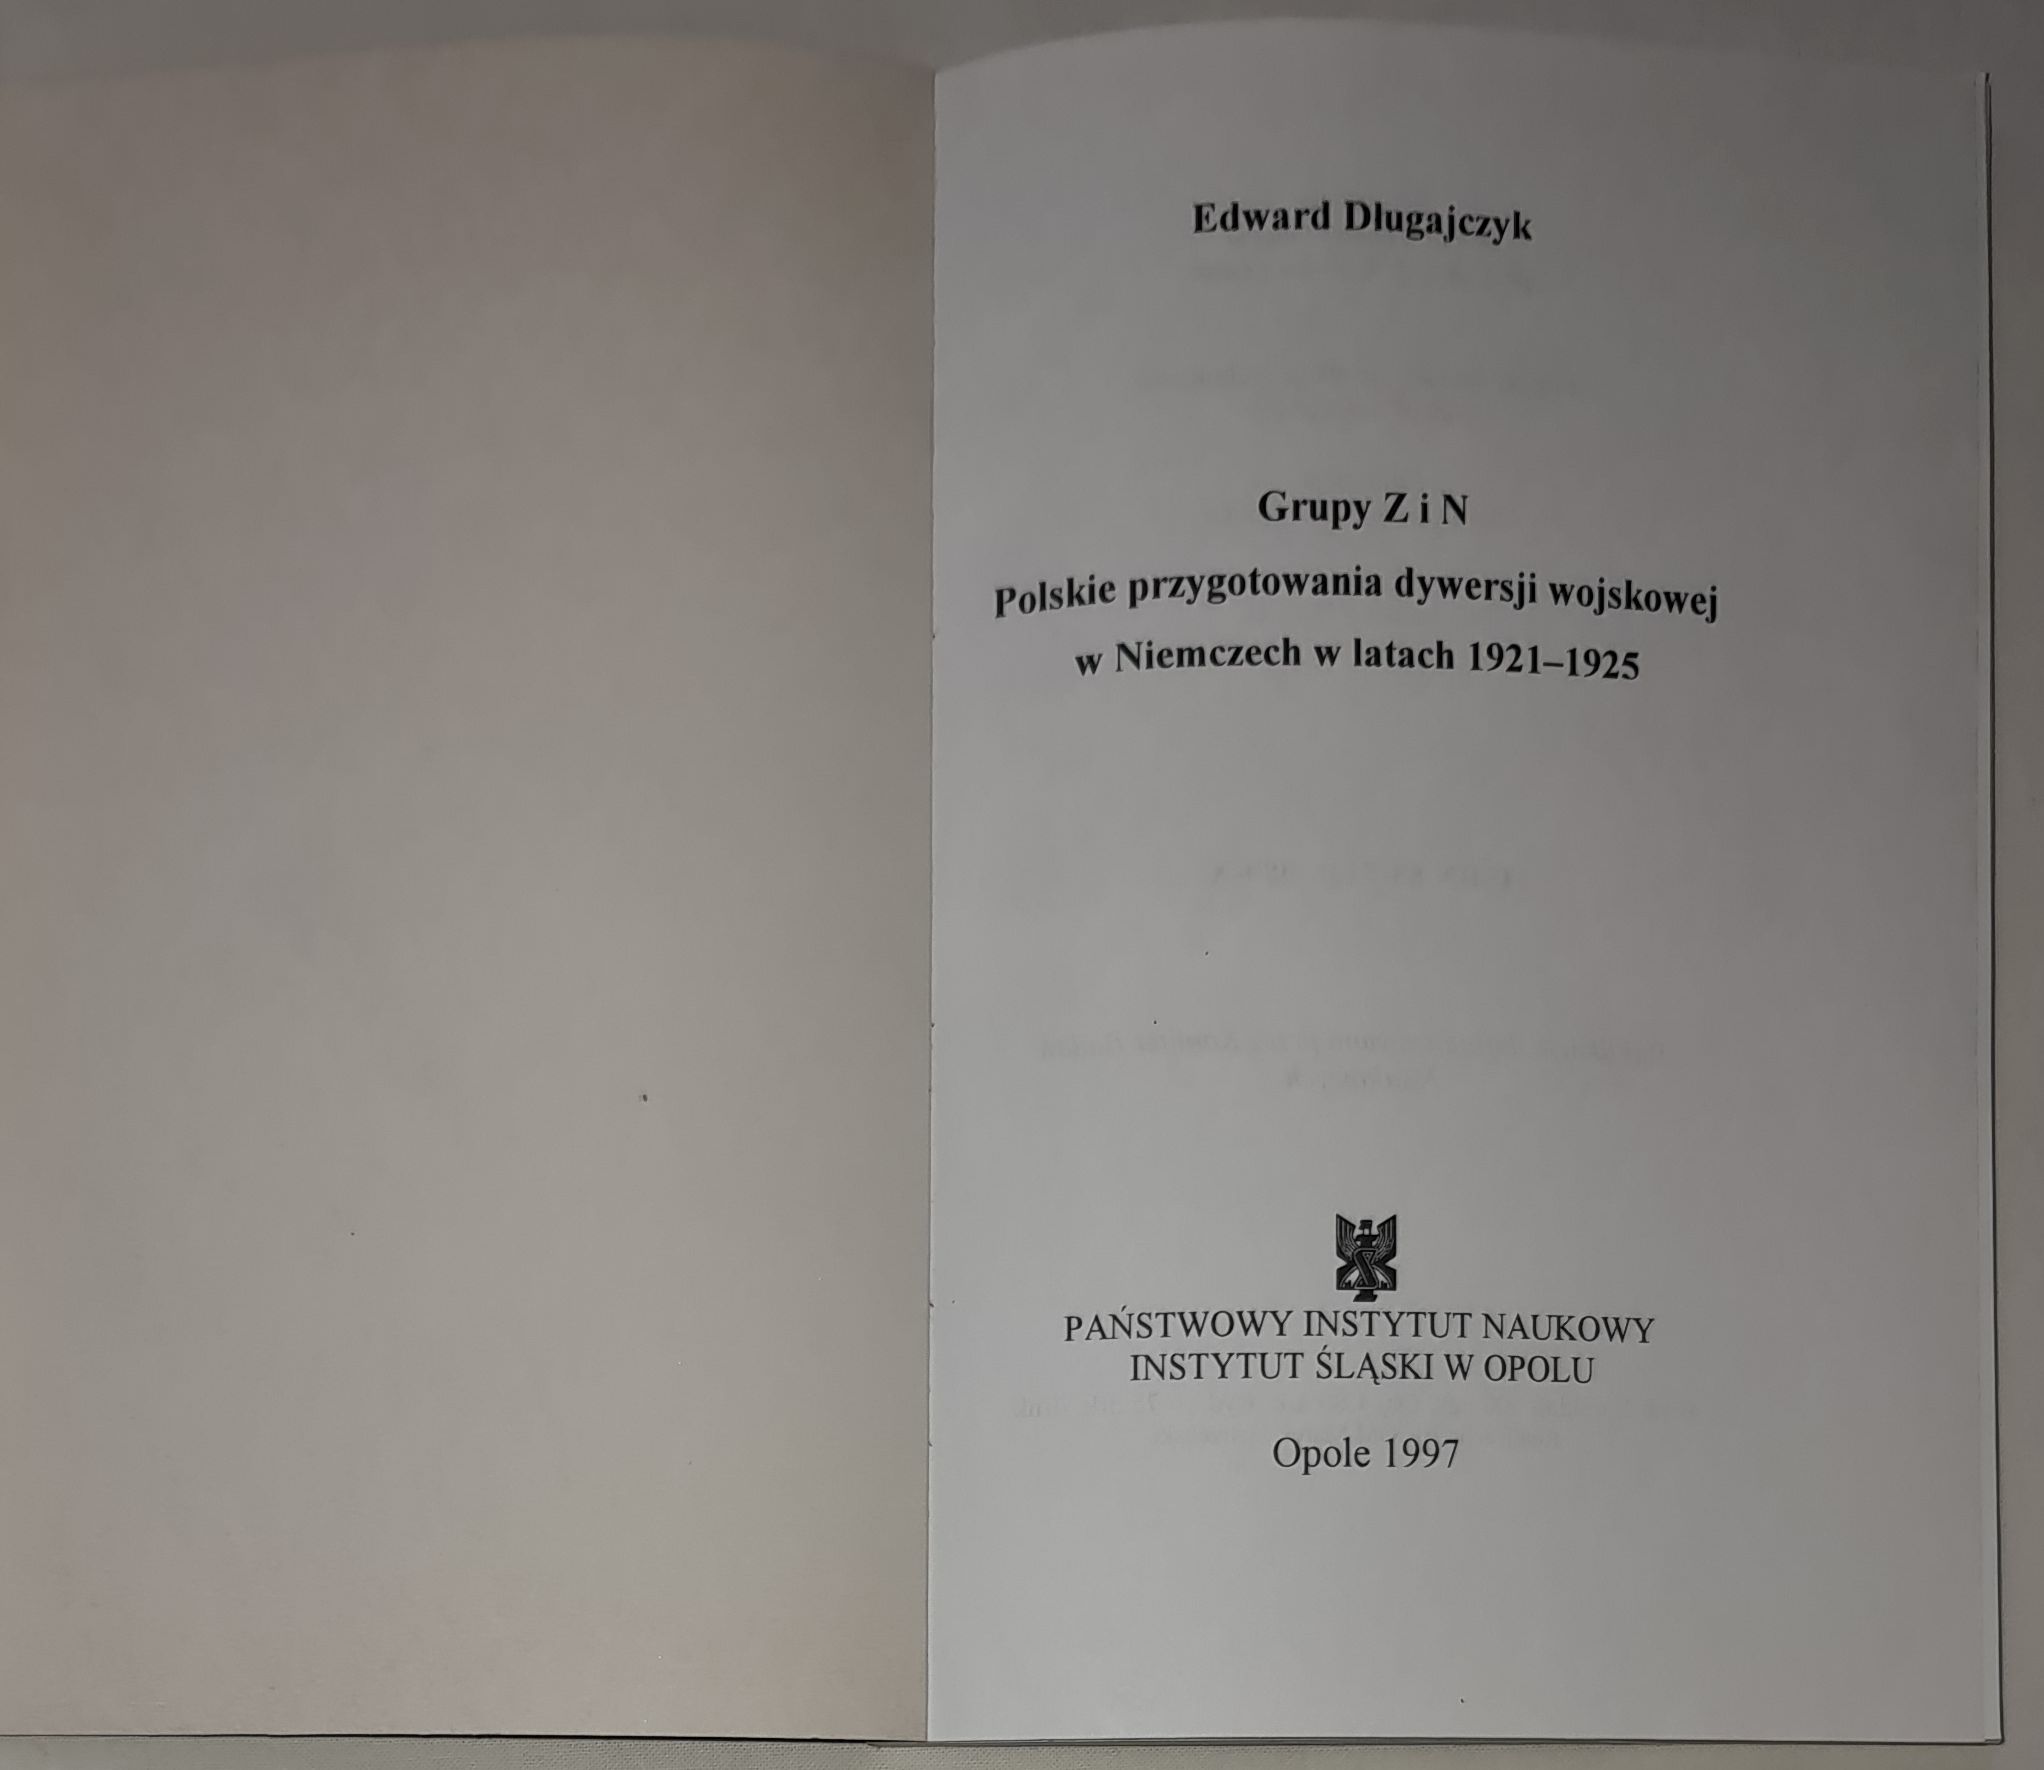 Edward Długajczyk
Grupy Z i N
Polskie przygotowania dywersji wojskowej
w Niemczech w latach 1921–1925
PAŃSTWOWY INSTYTUT NAUKOWY
INSTYTUT ŚLĄSKI W OPOLU
Opole 1997